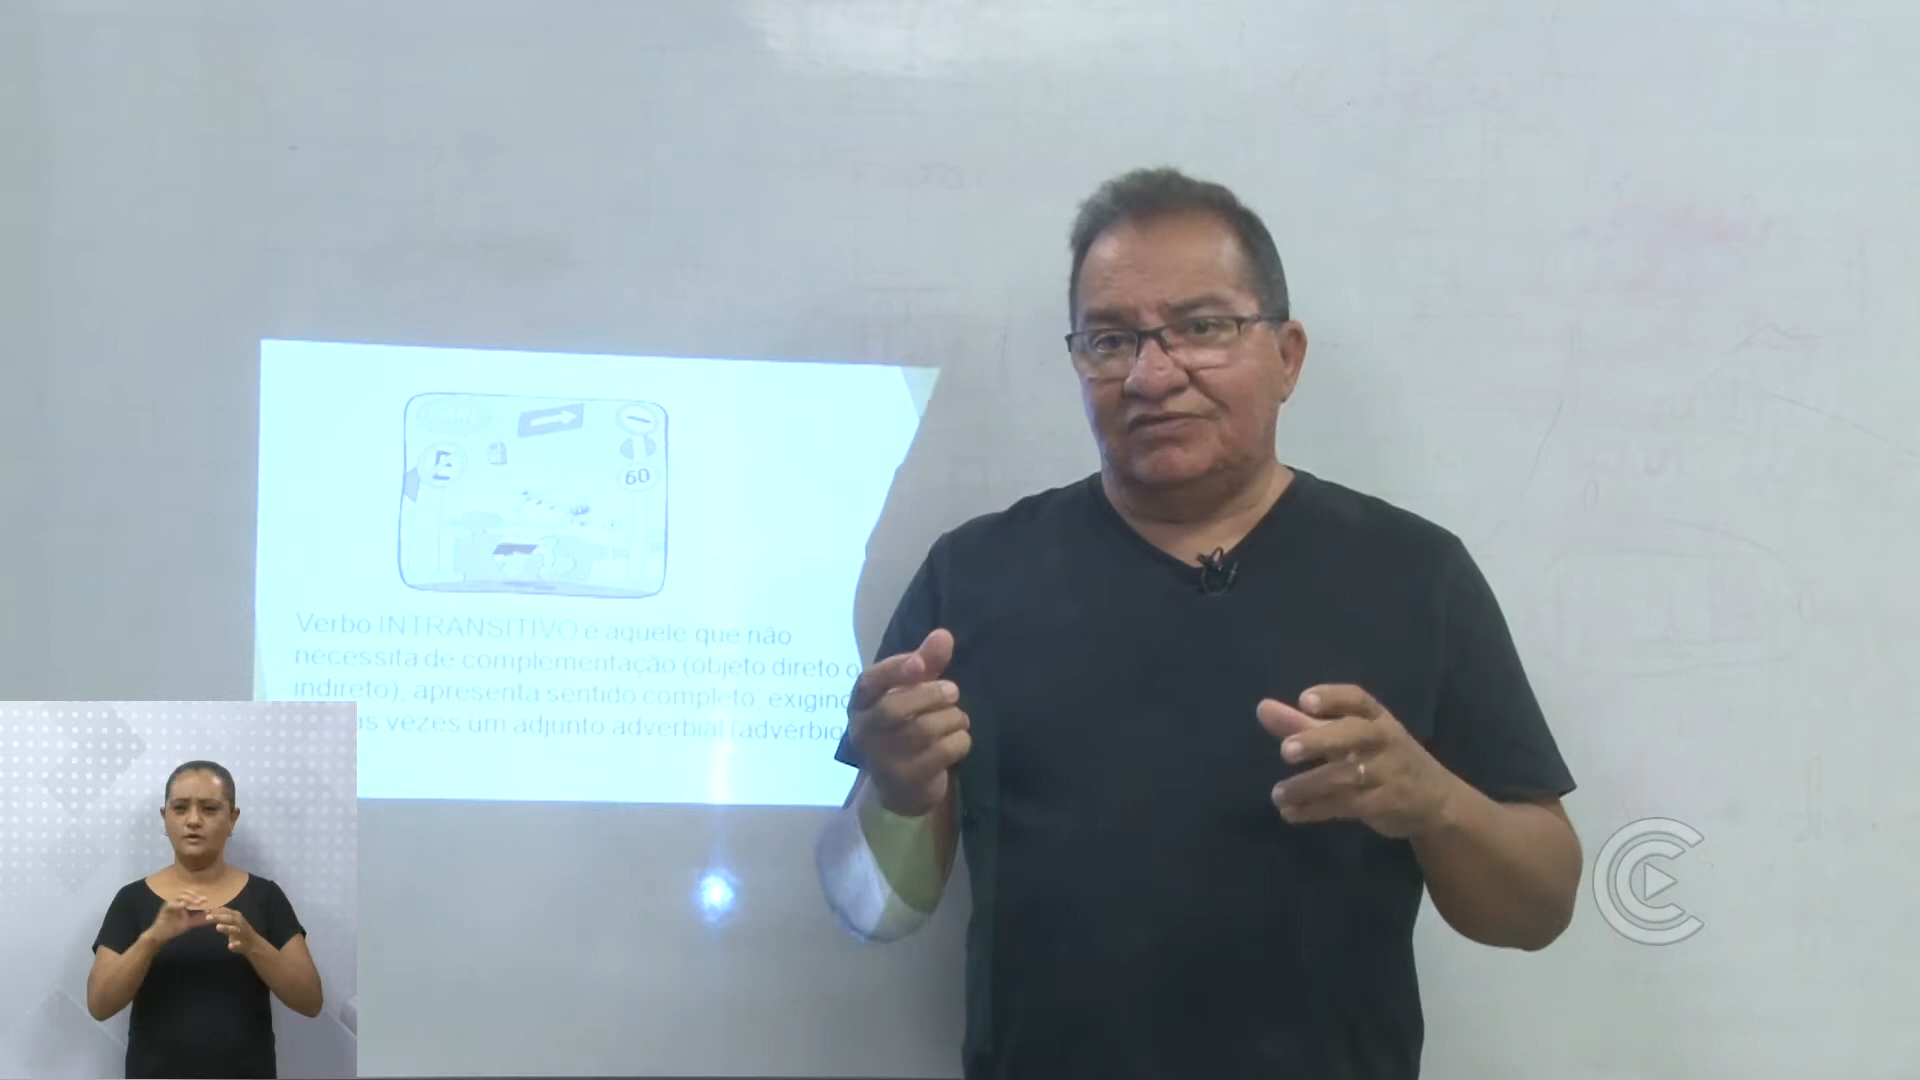 60
Verbo INTRANSITIVO é aquele que não
necessita de complementação (objeto direto o
indireto), apresenta sentido completo, exigind
vezes um adjunto adverbial (advérbio